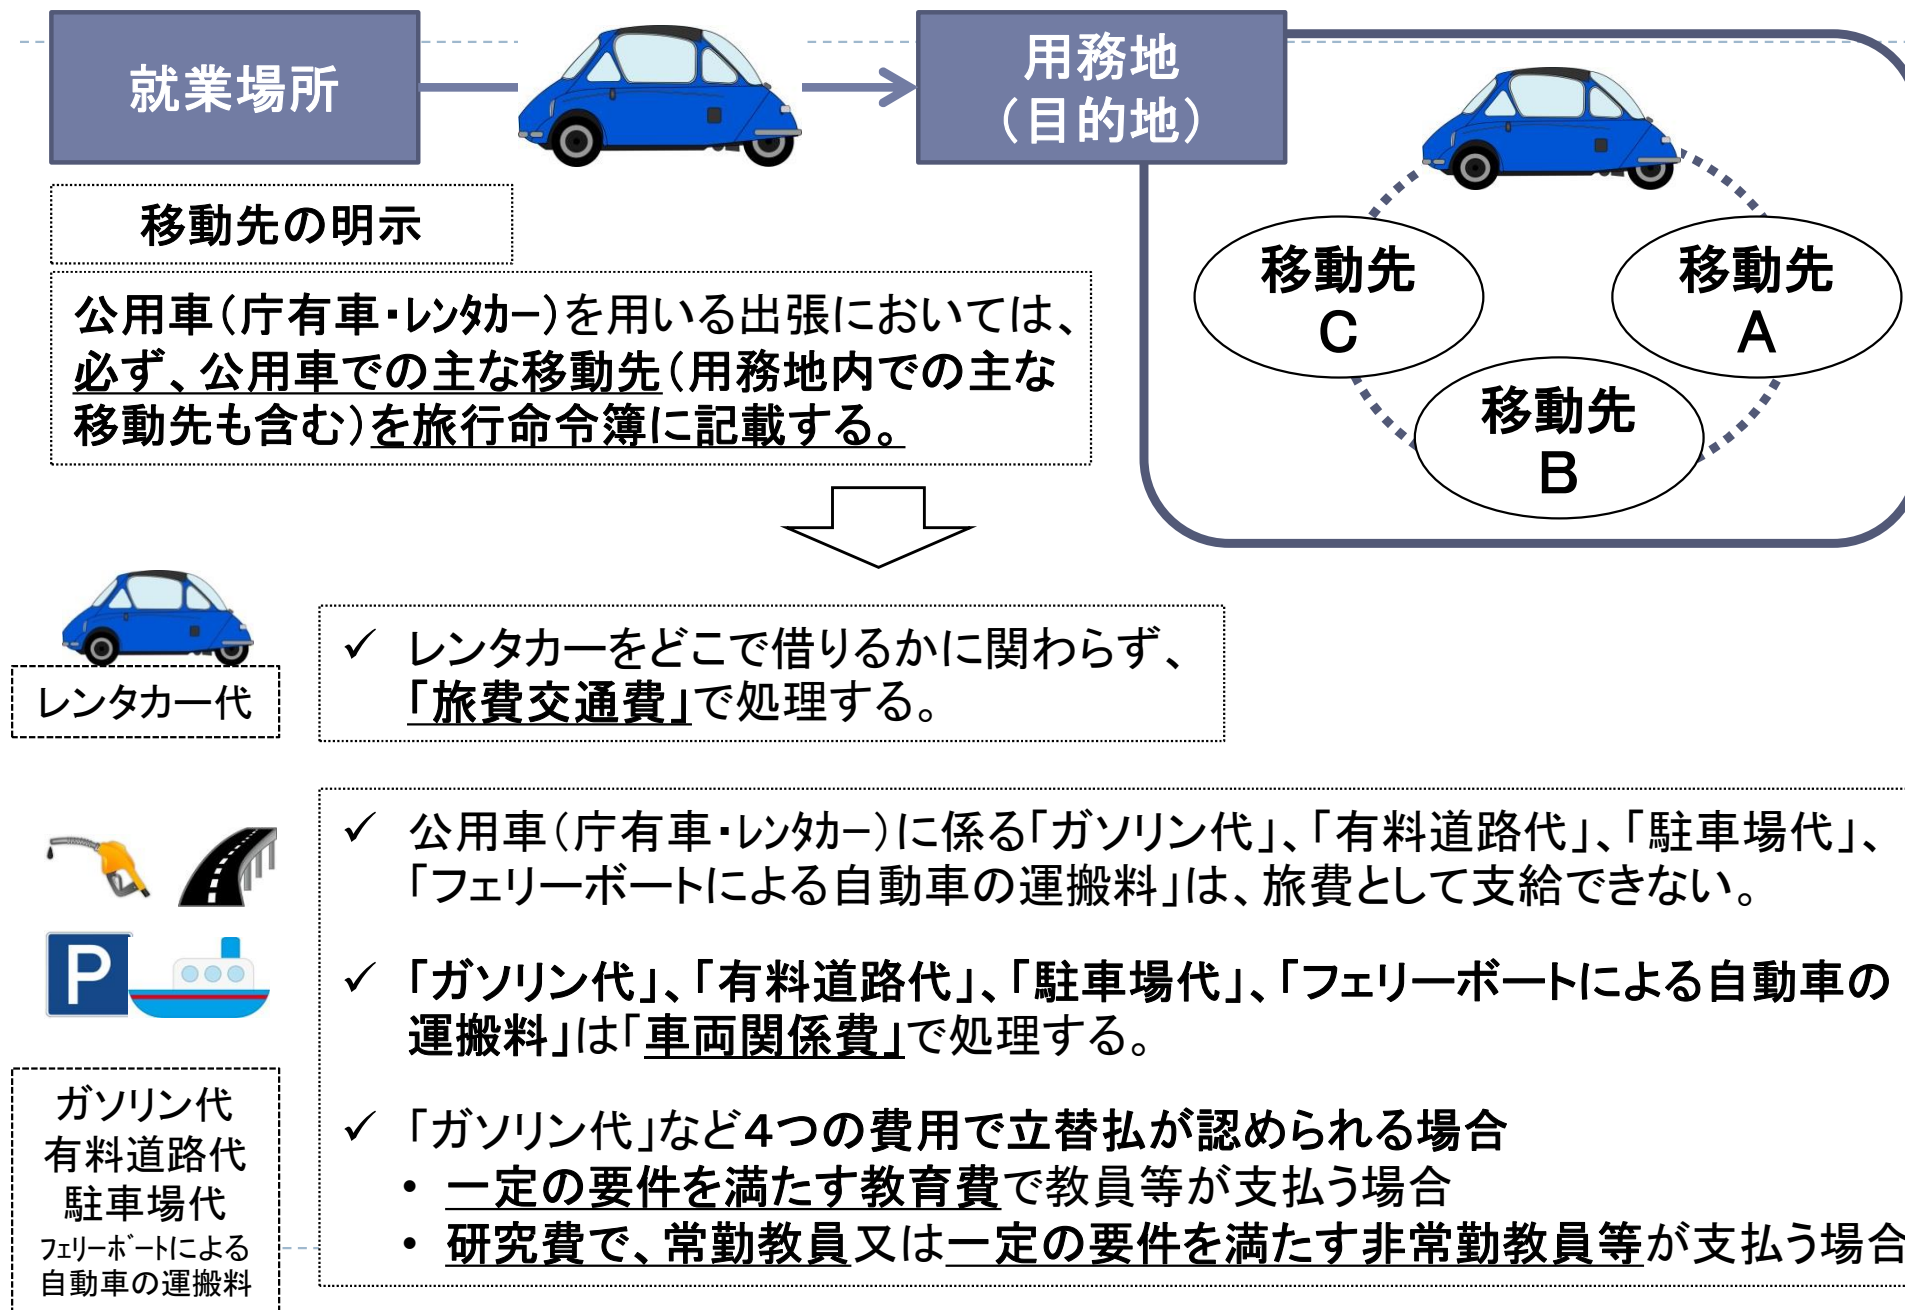 就業場所
用務地
（目的地）
移動先の明示
公用車（庁有車・レンタカー）を用いる出張においては、
必ず、公用車での主な移動先（用務地内での主な
移動先も含む）を旅行命令簿に記載する。
移動先
C
移動先
A
移動先
B
レンタカー代
✓ レンタカーをどこで借りるかに関わらず、
「旅費交通費」で処理する。
P
ガソリン代
有料道路代
駐車場代
フェリーボートによる
自動車の運搬料
✓ 公用車（庁有車・レンタカー）に係る「ガソリン代」、「有料道路代」、「駐車場代」、
「フェリーボートによる自動車の運搬料」は、旅費として支給できない。
✓ 「ガソリン代」、「有料道路代」、「駐車場代」、「フェリーボートによる自動車の
運搬料」は「車両関係費」で処理する。
✓ 「ガソリン代」など４つの費用で立替払が認められる場合
• 一定の要件を満たす教育費で教員等が支払う場合
• 研究費で、常勤教員又は一定の要件を満たす非常勤教員等が支払う場合